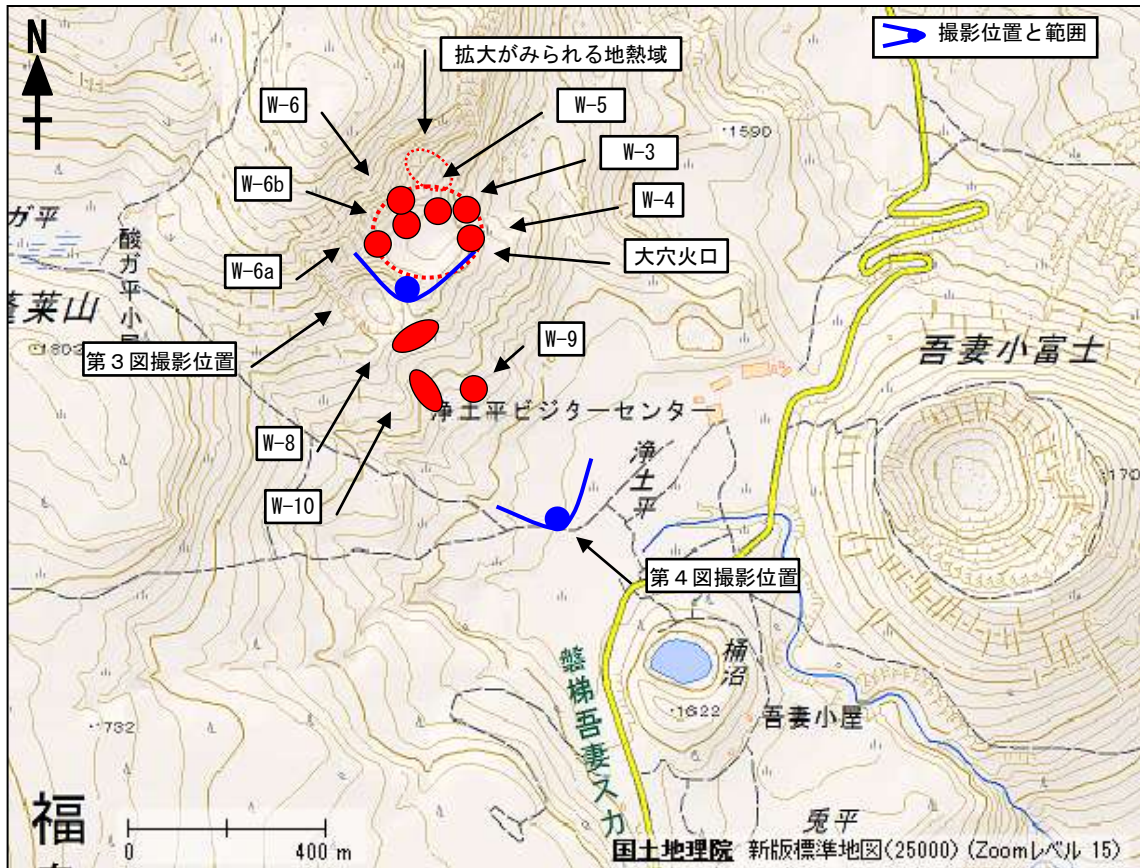 N
撮影位置と範囲
拡大がみられる地熱域
W-6
W-5
・1590
W-3
W-6b
W-4
ガ平
酸ガ平小屋
大穴火口
W-6a
蓬莱山
1803
第3図撮影位置
W-9
吾妻小富士
浄土平ビジターセンター
W-8
W-10
浄土平
170
第4図撮影位置
磐梯吾妻スカ
桶沼
・1622
吾妻小屋
・1732
福
兎平
0 400 m
国土地理院 新版標準地図(25000) (Zoomレベル 15)